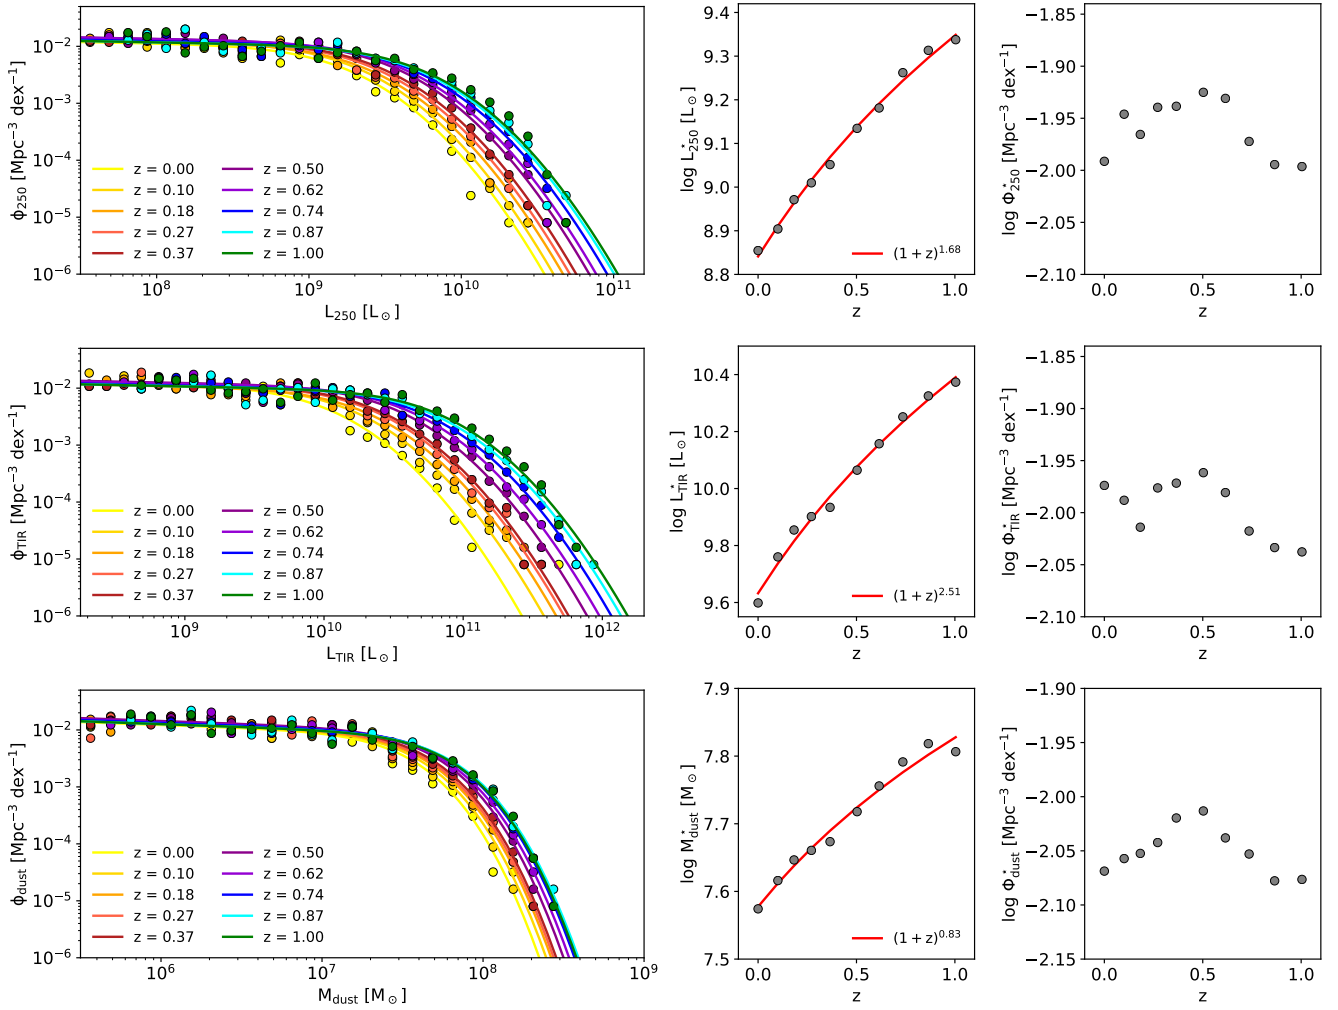 ϕ₂₅₀ [Mpc⁻³ dex⁻¹]
10⁻²
10⁻³
10⁻⁴
10⁻⁵
10⁻⁶
z = 0.00
z = 0.10
z = 0.18
z = 0.27
z = 0.37
z = 0.50
z = 0.62
z = 0.74
z = 0.87
z = 1.00
10⁸
10⁹
10¹⁰
10¹¹
L₂₅₀ [L⊙]
log L*₂₅₀ [L⊙]
9.4
9.3
9.2
9.1
9.0
8.9
8.8
(1 + z)¹·⁶⁸
0.0
0.5
1.0
z
log Φ*₂₅₀ [Mpc⁻³ dex⁻¹]
−1.85
−1.90
−1.95
−2.00
−2.05
−2.10
0.0
0.5
1.0
z
ϕTIR [Mpc⁻³ dex⁻¹]
10⁻²
10⁻³
10⁻⁴
10⁻⁵
10⁻⁶
z = 0.00
z = 0.10
z = 0.18
z = 0.27
z = 0.37
z = 0.50
z = 0.62
z = 0.74
z = 0.87
z = 1.00
10⁹
10¹⁰
10¹¹
10¹²
LTIR [L⊙]
log L*TIR [L⊙]
10.4
10.2
10.0
9.8
9.6
(1 + z)²·⁵¹
0.0
0.5
1.0
z
log Φ*TIR [Mpc⁻³ dex⁻¹]
−1.85
−1.90
−1.95
−2.00
−2.05
−2.10
0.0
0.5
1.0
z
ϕdust [Mpc⁻³ dex⁻¹]
10⁻²
10⁻³
10⁻⁴
10⁻⁵
10⁻⁶
z = 0.00
z = 0.10
z = 0.18
z = 0.27
z = 0.37
z = 0.50
z = 0.62
z = 0.74
z = 0.87
z = 1.00
10⁶
10⁷
10⁸
10⁹
Mdust [M⊙]
log M*dust [M⊙]
7.9
7.8
7.7
7.6
7.5
(1 + z)⁰·⁸³
0.0
0.5
1.0
z
log Φ*dust [Mpc⁻³ dex⁻¹]
−1.90
−1.95
−2.00
−2.05
−2.10
−2.15
0.0
0.5
1.0
z